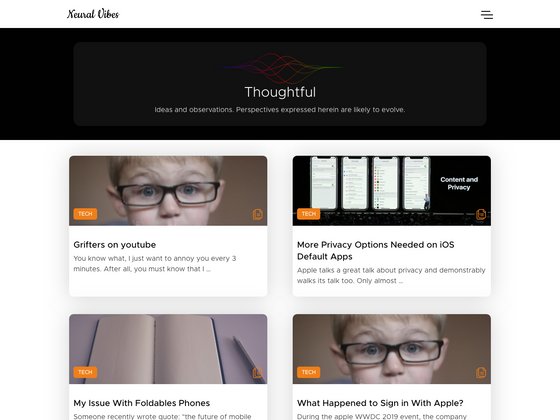 Neural Vibes
Thoughtful
Ideas and observations. Perspectives expressed herein are likely to evolve.
TECH
Grifters on youtube
You know what, I just want to annoy you every 3
minutes. After all, you must know that I ...
Content and
Privacy
TECH
More Privacy Options Needed on iOS
Default Apps
Apple talks a great talk about privacy and demonstrably
walks its talk too. Only almost ...
TECH
My Issue With Foldables Phones
Someone recently wrote quote: "the future of mobile
TECH
What Happened to Sign in With Apple?
During the apple WWDC 2019 event, the company